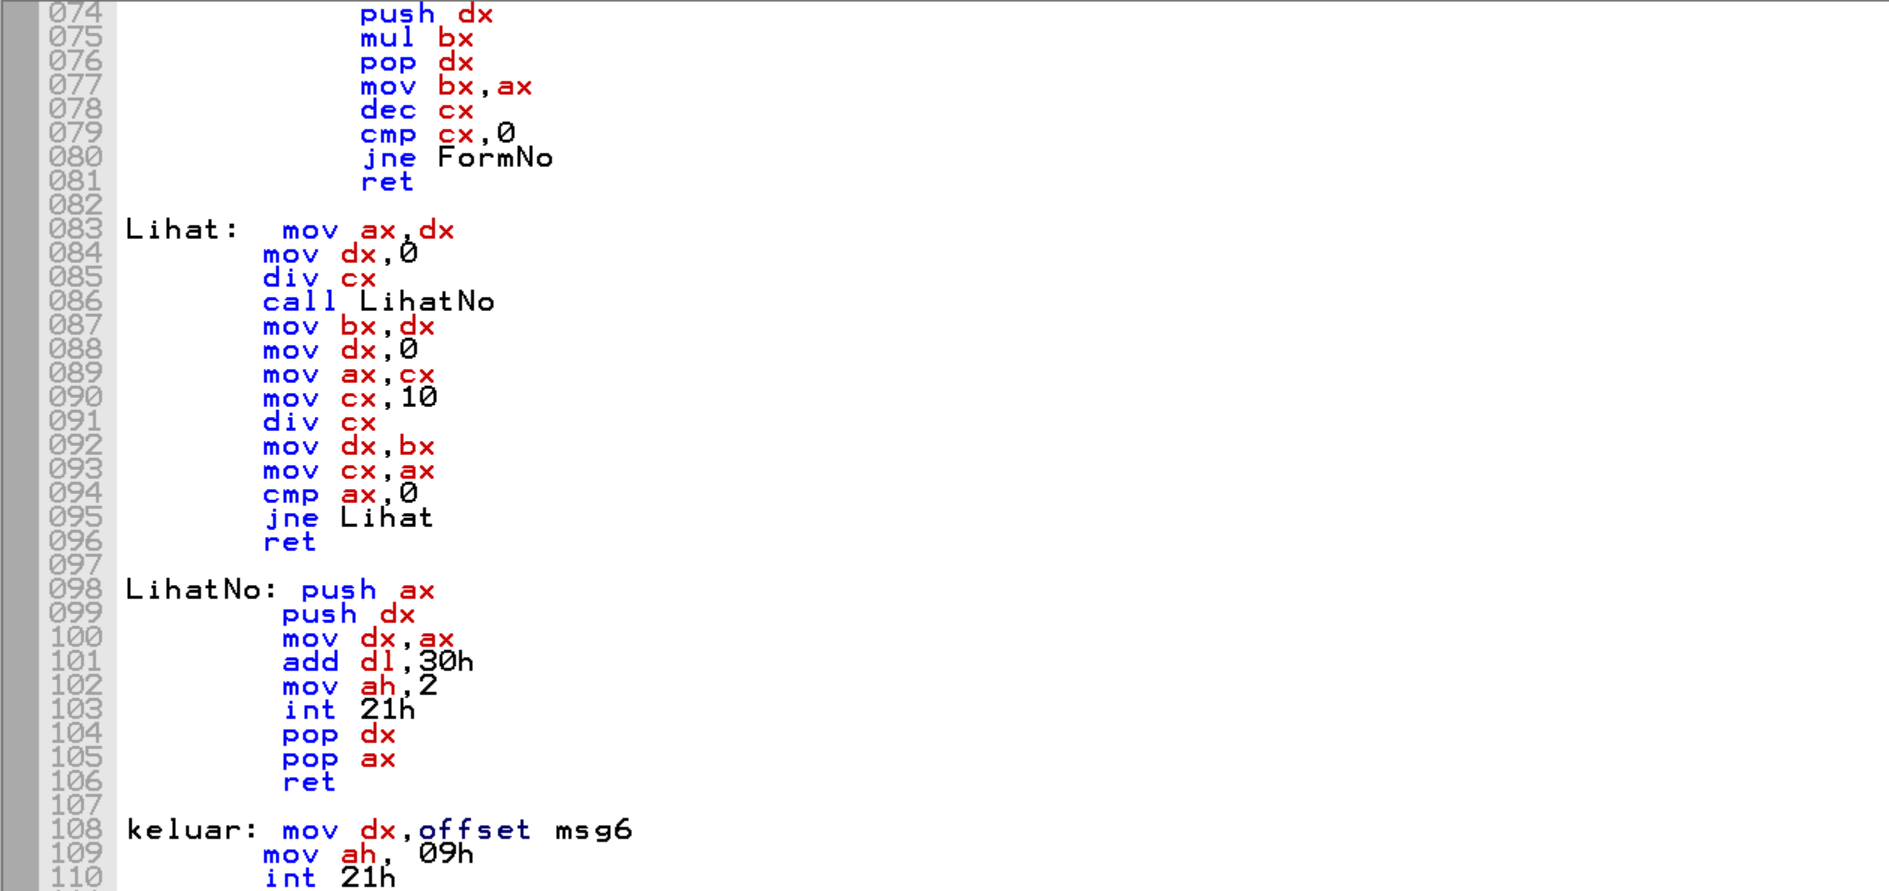 074 push dx
075 mul bx
076 pop dx
077 mov bx,ax
078 dec cx
079 cmp cx,0
080 jne FormNo
081 ret
082
083 Lihat: mov ax,dx
084 mov dx,0
085 div cx
086 call LihatNo
087 mov bx,dx
088 mov dx,0
089 mov ax,cx
090 mov cx,10
091 div cx
092 mov dx,bx
093 mov cx,ax
094 cmp ax,0
095 jne Lihat
096 ret
097
098 LihatNo: push ax
099 push dx
100 mov dx,ax
101 add dl,30h
102 mov ah,2
103 int 21h
104 pop dx
105 pop ax
106 ret
107
108 keluar: mov dx,offset msg6
109 mov ah, 09h
110 int 21h